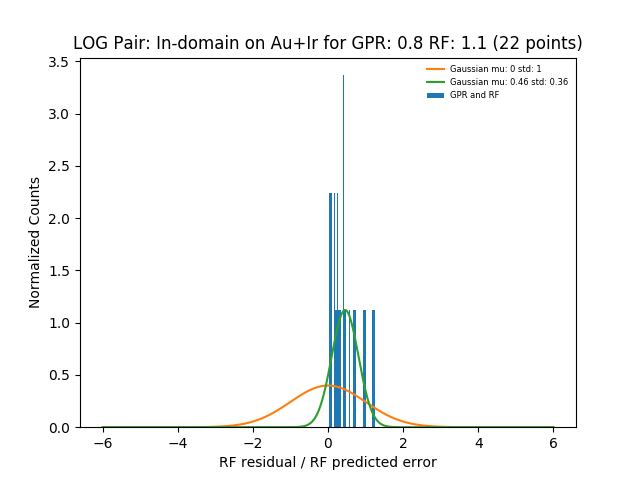 LOG Pair: In-domain on Au+Ir for GPR: 0.8 RF: 1.1 (22 points)
Gaussian mu: 0 std: 1
Gaussian mu: 0.46 std: 0.36
GPR and RF
Normalized Counts
3.5
3.0
2.5
2.0
1.5
1.0
0.5
0.0
−6 −4 −2 0 2 4 6
RF residual / RF predicted error